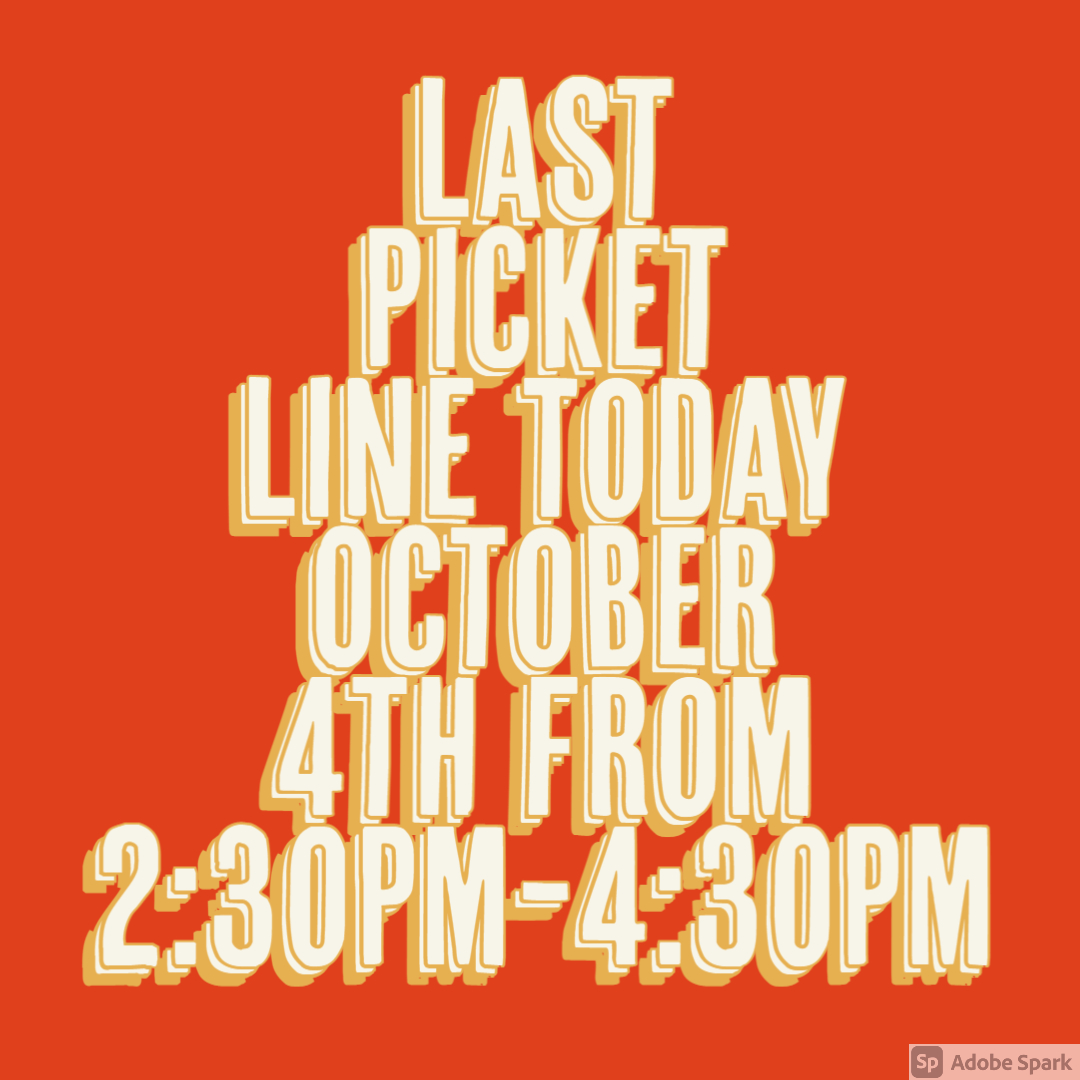 LAST
PICKET
LINE TODAY
OCTOBER
4TH FROM
2:30PM-4:30PM
Sp Adobe Spark